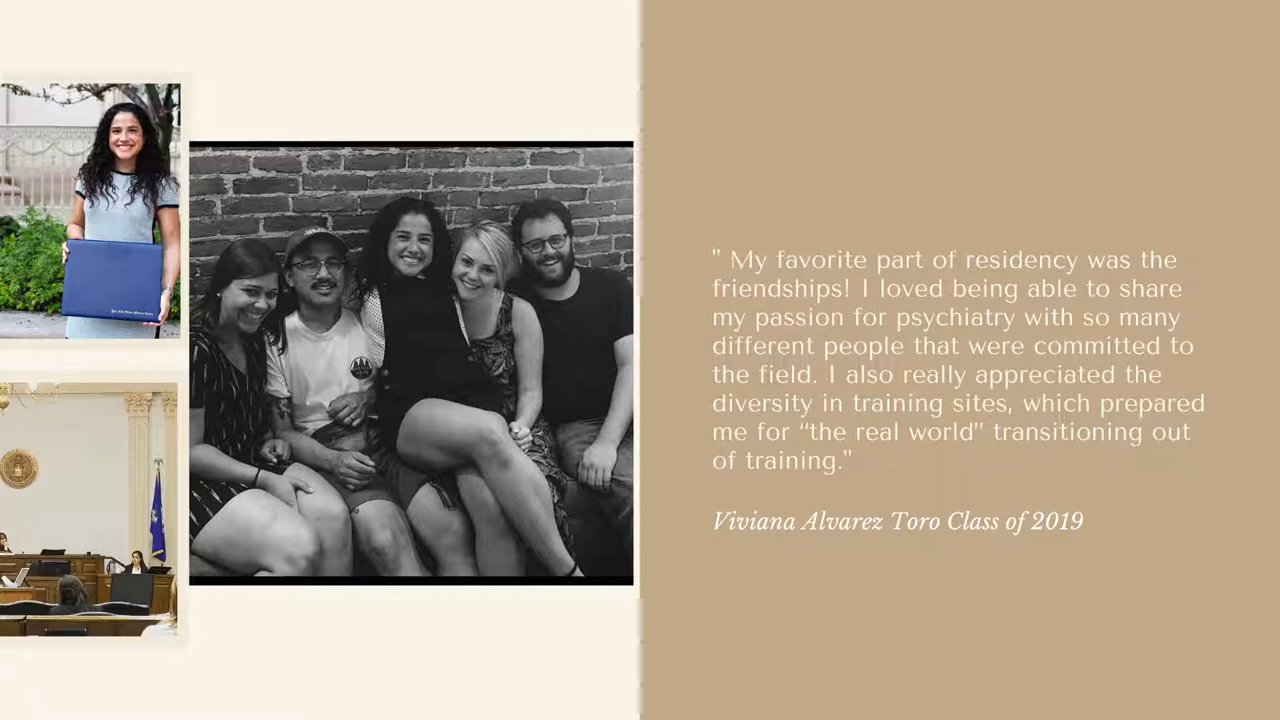 " My favorite part of residency was the
friendships! I loved being able to share
my passion for psychiatry with so many
different people that were committed to
the field. I also really appreciated the
diversity in training sites, which prepared
me for “the real world” transitioning out
of training."
Viviana Alvarez Toro Class of 2019